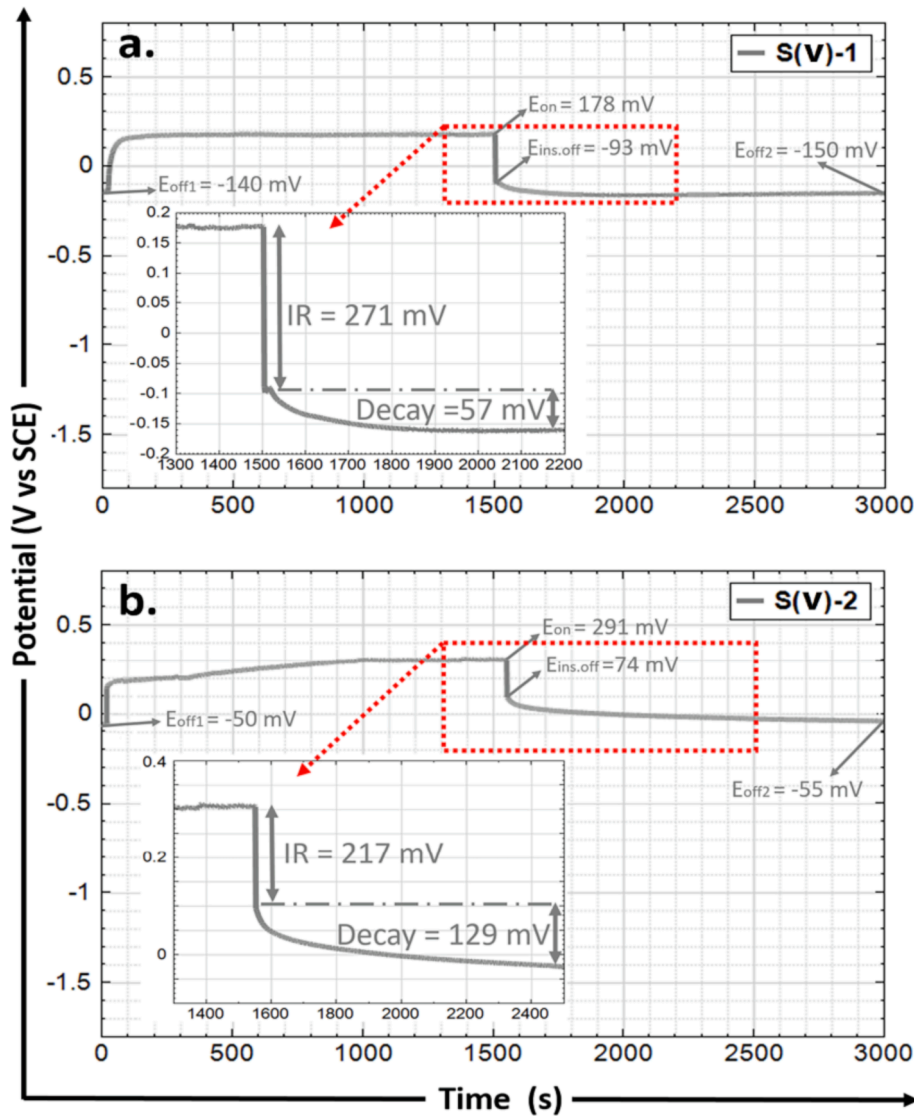 a.
S(V)-1
0.5
0
-0.5
-1
-1.5
Eon = 178 mV
Eins.off = -93 mV
Eoff2 = -150 mV
Eoff1 = -140 mV
0.2
0.15
0.1
0.05
0
-0.05
-0.1
-0.15
-0.2
IR = 271 mV
Decay =57 mV
1300 1400 1500 1600 1700 1800 1900 2000 2100 2200
0 500 1000 1500 2000 2500 3000
Potential (V vs SCE)
b.
S(V)-2
0.5
0
-0.5
-1
-1.5
Eon = 291 mV
Eins.off =74 mV
Eoff1 = -50 mV
Eoff2 = -55 mV
0.4
0.2
0
IR = 217 mV
Decay = 129 mV
1400 1600 1800 2000 2200 2400
0 500 1000 1500 2000 2500 3000
Time (s)